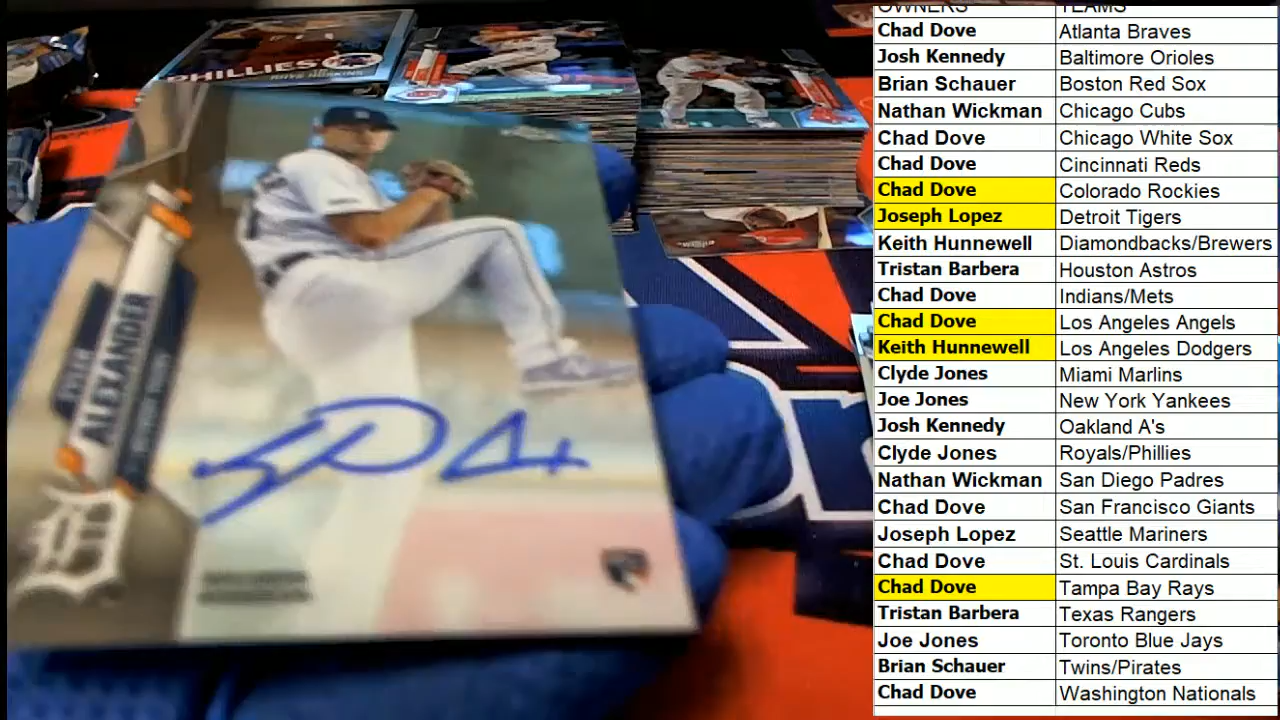 PHILLIES
RHYS HOSKINS
TYLER
ALEXANDER
OWNERS TEAMS
Chad Dove Atlanta Braves
Josh Kennedy Baltimore Orioles
Brian Schauer Boston Red Sox
Nathan Wickman Chicago Cubs
Chad Dove Chicago White Sox
Chad Dove Cincinnati Reds
Chad Dove Colorado Rockies
Joseph Lopez Detroit Tigers
Keith Hunnewell Diamondbacks/Brewers
Tristan Barbera Houston Astros
Chad Dove Indians/Mets
Chad Dove Los Angeles Angels
Keith Hunnewell Los Angeles Dodgers
Clyde Jones Miami Marlins
Joe Jones New York Yankees
Josh Kennedy Oakland A's
Clyde Jones Royals/Phillies
Nathan Wickman San Diego Padres
Chad Dove San Francisco Giants
Joseph Lopez Seattle Mariners
Chad Dove St. Louis Cardinals
Chad Dove Tampa Bay Rays
Tristan Barbera Texas Rangers
Joe Jones Toronto Blue Jays
Brian Schauer Twins/Pirates
Chad Dove Washington Nationals